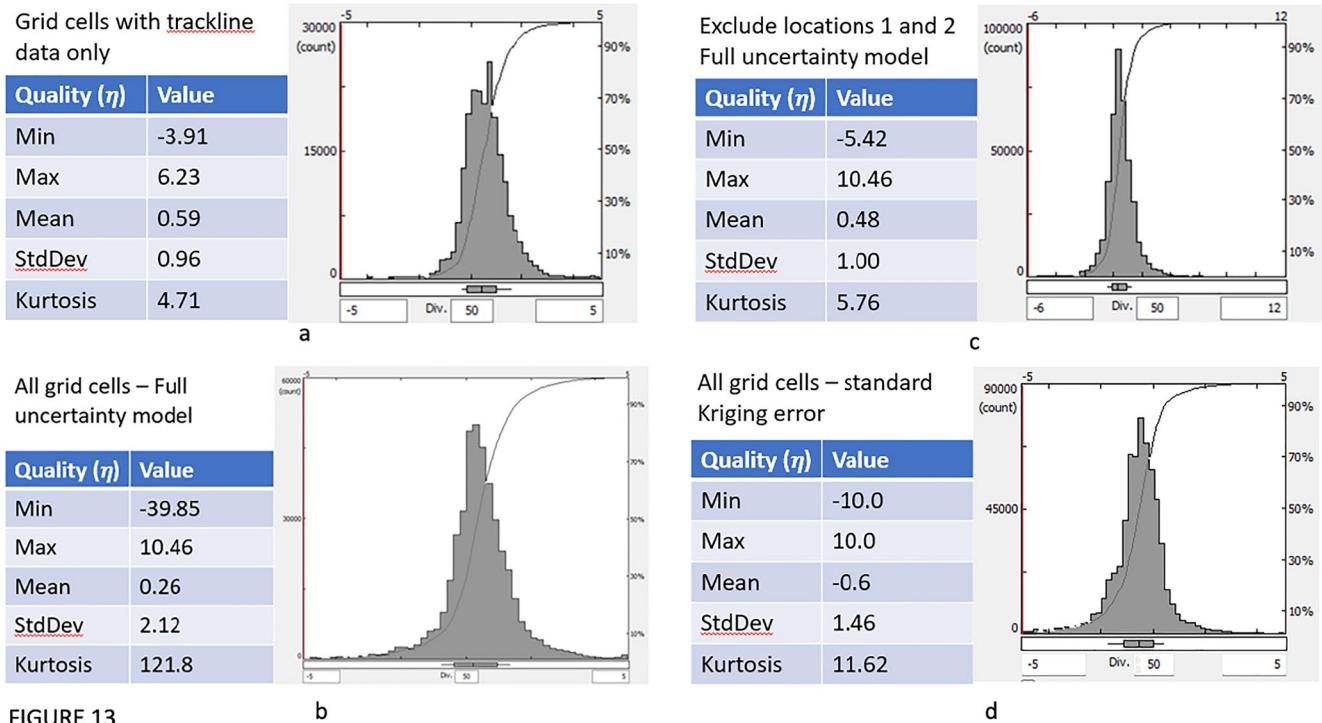 Grid cells with trackline
data only
Quality (η) Value
Min -3.91
Max 6.23
Mean 0.59
StdDev 0.96
Kurtosis 4.71
-5 5
30000
(count)
15000
0
90%
70%
50%
30%
10%
-5 Div. 50 5
a
Exclude locations 1 and 2
Full uncertainty model
Quality (η) Value
Min -5.42
Max 10.46
Mean 0.48
StdDev 1.00
Kurtosis 5.76
-6 12
100000
(count)
50000
0
90%
70%
50%
30%
10%
-6 Div. 50 12
c
All grid cells – Full
uncertainty model
Quality (η) Value
Min -39.85
Max 10.46
Mean 0.26
StdDev 2.12
Kurtosis 121.8
-5 5
60000
(count)
30000
0
90%
70%
50%
30%
10%
-5 Div. 50 5
b
All grid cells – standard
Kriging error
Quality (η) Value
Min -10.0
Max 10.0
Mean -0.6
StdDev 1.46
Kurtosis 11.62
-5 5
90000
(count)
45000
0
90%
70%
50%
30%
10%
-5 Div. 50 5
d
FIGURE 13